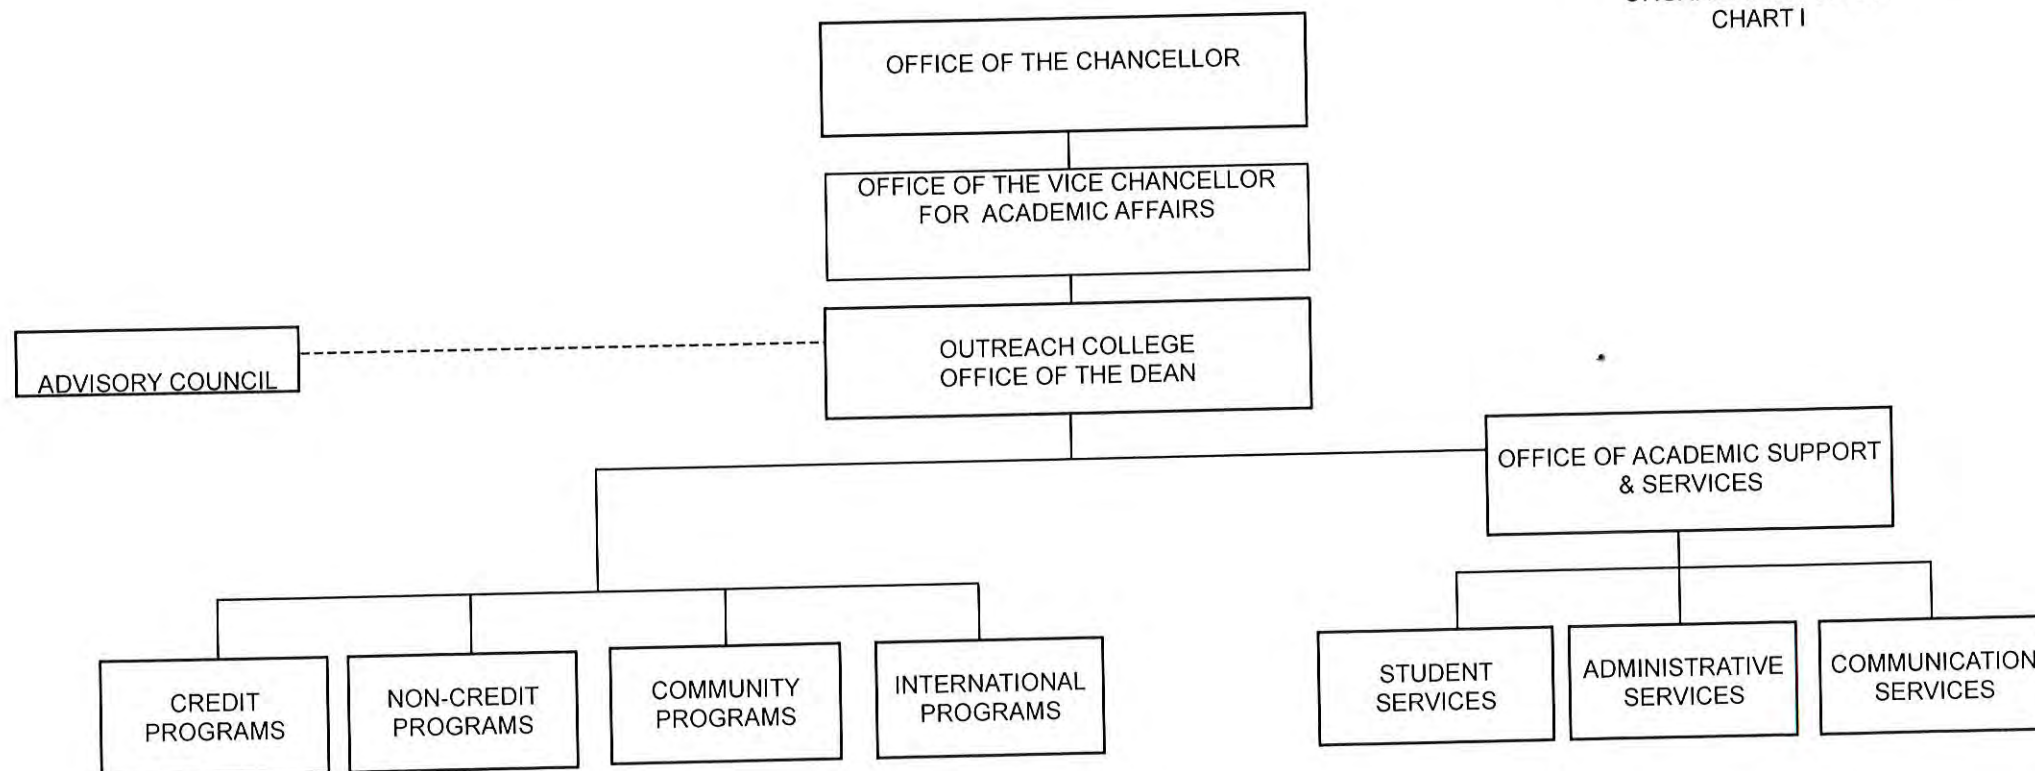 CHART I
OFFICE OF THE CHANCELLOR
OFFICE OF THE VICE CHANCELLOR
FOR ACADEMIC AFFAIRS
OUTREACH COLLEGE
OFFICE OF THE DEAN
ADVISORY COUNCIL
OFFICE OF ACADEMIC SUPPORT
& SERVICES
CREDIT
PROGRAMS
NON-CREDIT
PROGRAMS
COMMUNITY
PROGRAMS
INTERNATIONAL
PROGRAMS
STUDENT
SERVICES
ADMINISTRATIVE
SERVICES
COMMUNICATION
SERVICES